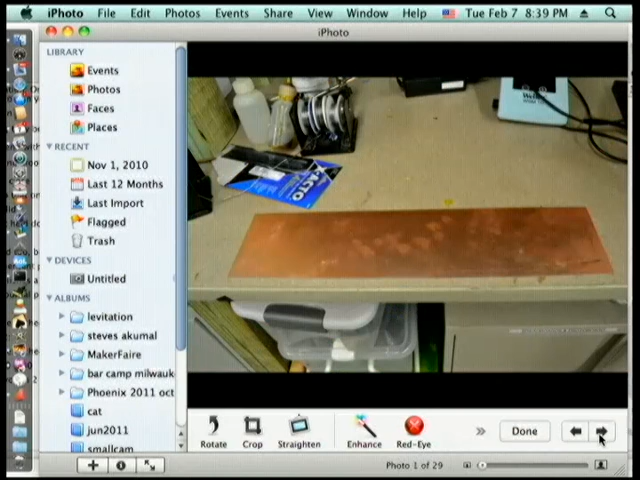 iPhoto File Edit Photos Events Share View Window Help Tue Feb 7 8:39 PM
iPhoto
LIBRARY
Events
Photos
Faces
Places
RECENT
Nov 1, 2010
Last 12 Months
Last Import
Flagged
Trash
DEVICES
Untitled
ALBUMS
levitation
steves akumal
MakerFaire
bar camp milwauk
Phoenix 2011 oct
cat
jun2011
smallcam
X-ACTO
Rotate Crop Straighten Enhance Red-Eye » Done
Photo 1 of 29